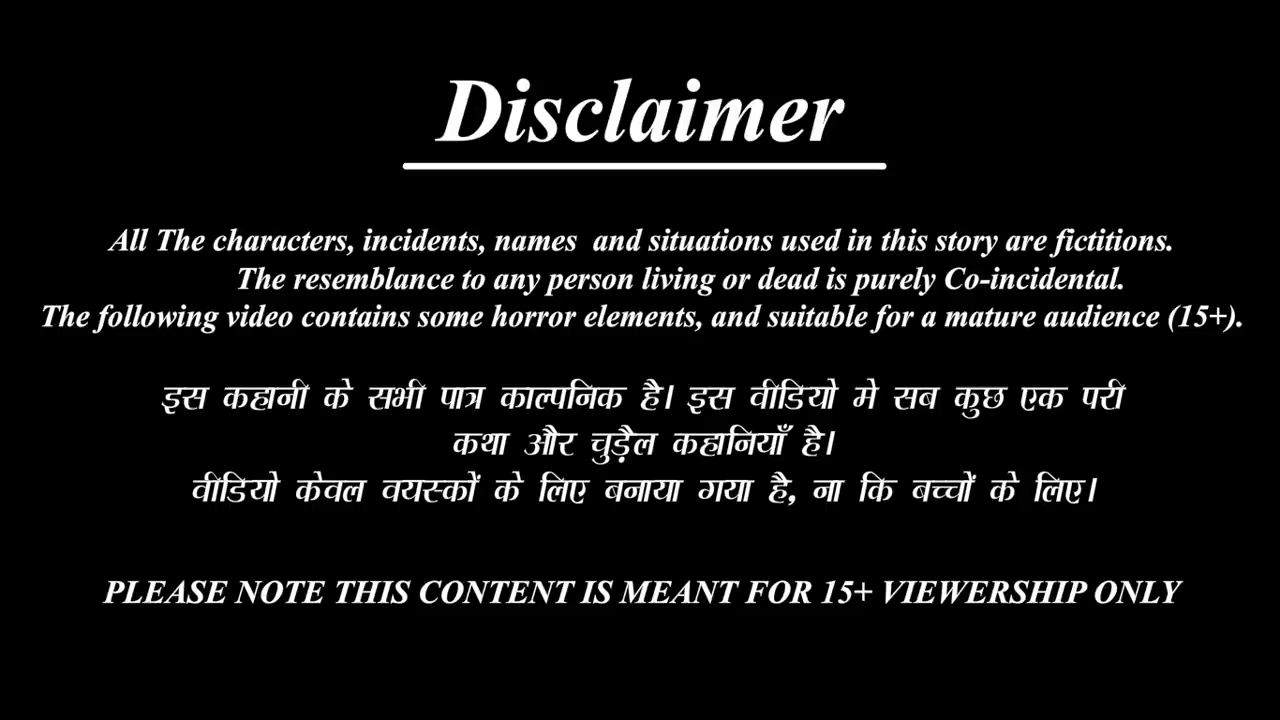 Disclaimer
All The characters, incidents, names and situations used in this story are fictitions.
The resemblance to any person living or dead is purely Co-incidental.
The following video contains some horror elements, and suitable for a mature audience (15+).
इस कहानी के सभी पात्र काल्पनिक है। इस वीडियो मे सब कुछ एक परी
कथा और चुड़ैल कहानियाँ है।
वीडियो केवल वयस्कों के लिए बनाया गया है, ना कि बच्चों के लिए।
PLEASE NOTE THIS CONTENT IS MEANT FOR 15+ VIEWERSHIP ONLY